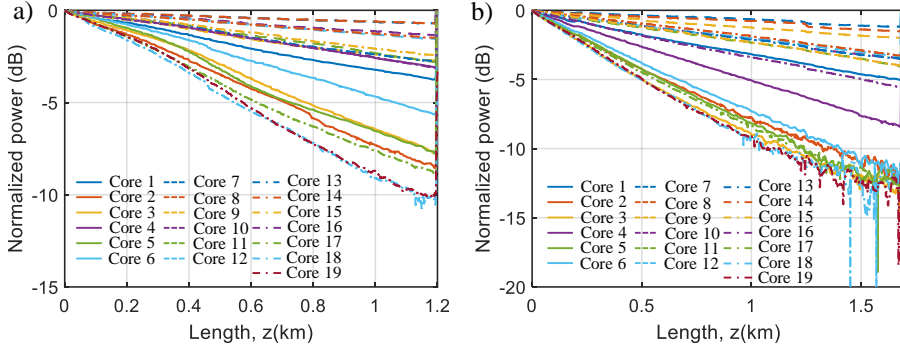 a)
Normalized power (dB)
0
-5
-10
-15
Core 1
Core 2
Core 3
Core 4
Core 5
Core 6
Core 7
Core 8
Core 9
Core 10
Core 11
Core 12
Core 13
Core 14
Core 15
Core 16
Core 17
Core 18
Core 19
0 0.2 0.4 0.6 0.8 1 1.2
Length, z(km)
b)
Normalized power (dB)
0
-5
-10
-15
-20
Core 1
Core 2
Core 3
Core 4
Core 5
Core 6
Core 7
Core 8
Core 9
Core 10
Core 11
Core 12
Core 13
Core 14
Core 15
Core 16
Core 17
Core 18
Core 19
0 0.5 1 1.5
Length, z(km)